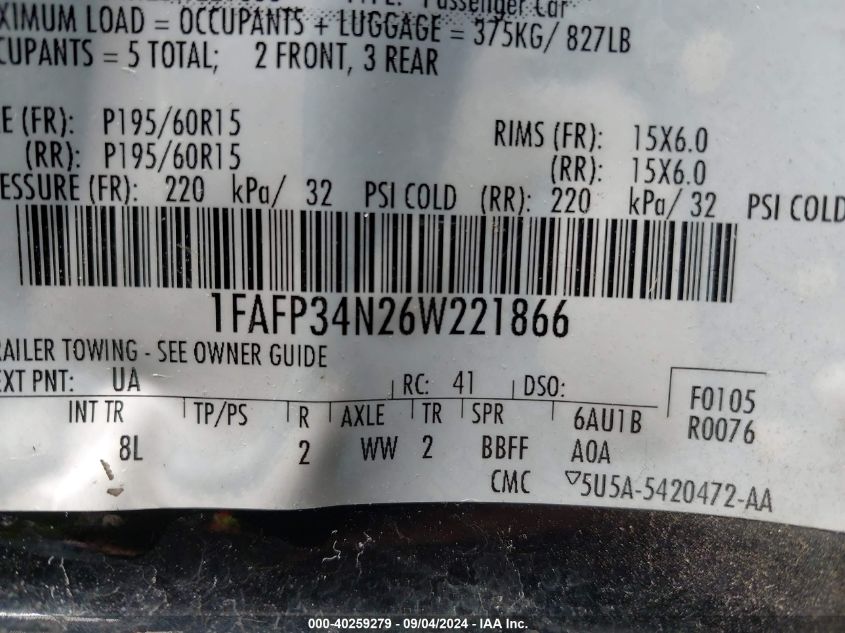 TYPE: Passenger Car
XIMUM LOAD = OCCUPANTS + LUGGAGE = 375KG/ 827LB
CUPANTS = 5 TOTAL; 2 FRONT, 3 REAR
E (FR): P195/60R15 RIMS (FR): 15X6.0
(RR): P195/60R15 (RR): 15X6.0
ESSURE (FR): 220 kPa/ 32 PSI COLD (RR): 220 kPa/ 32 PSI COLD
1FAFP34N26W221866
RAILER TOWING - SEE OWNER GUIDE
EXT PNT: UA RC: 41 DSO:
INT TR TP/PS R AXLE TR SPR 6AU1B F0105
8L 2 WW 2 BBFF A0A R0076
CMC ▽5U5A-5420472-AA
000-40259279 - 09/04/2024 - IAA Inc.